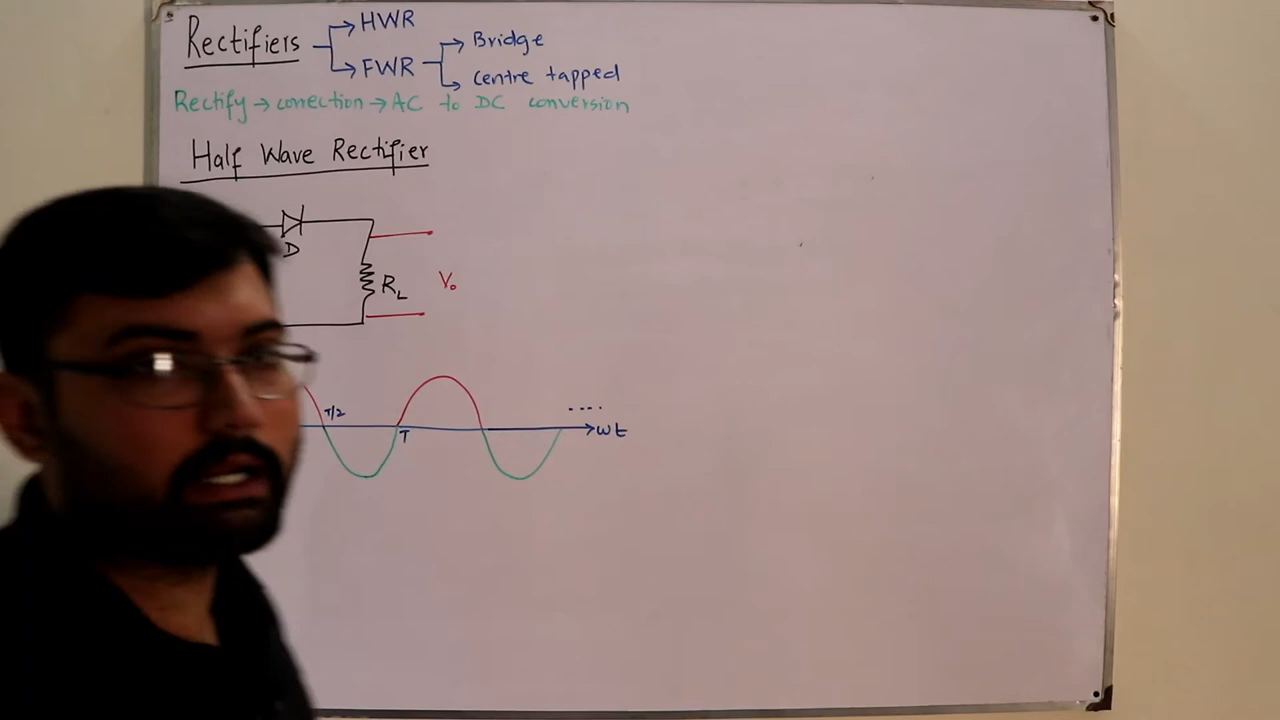 Rectifiers → HWR
→ FWR → Bridge
→ Centre tapped
Rectify → correction → AC to DC conversion
Half Wave Rectifier
D
RL
Vo
T/2
T
....
ωt